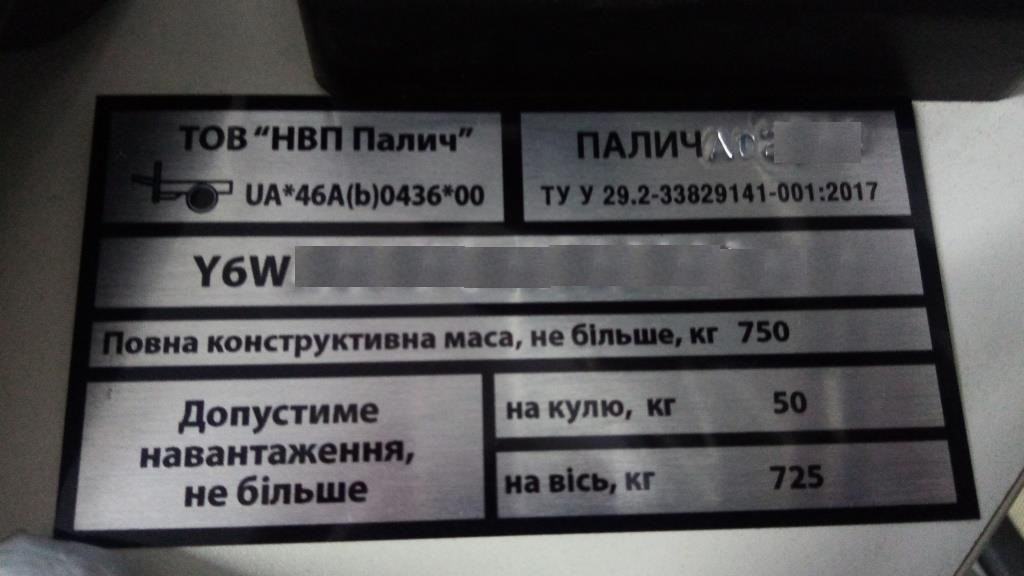 ТОВ “НВП Палич”
UA*46A(b)0436*00
ПАЛИЧ
ТУ У 29.2-33829141-001:2017
Y6W
Повна конструктивна маса, не більше, кг 750
Допустиме
навантаження,
не більше
на кулю, кг 50
на вісь, кг 725